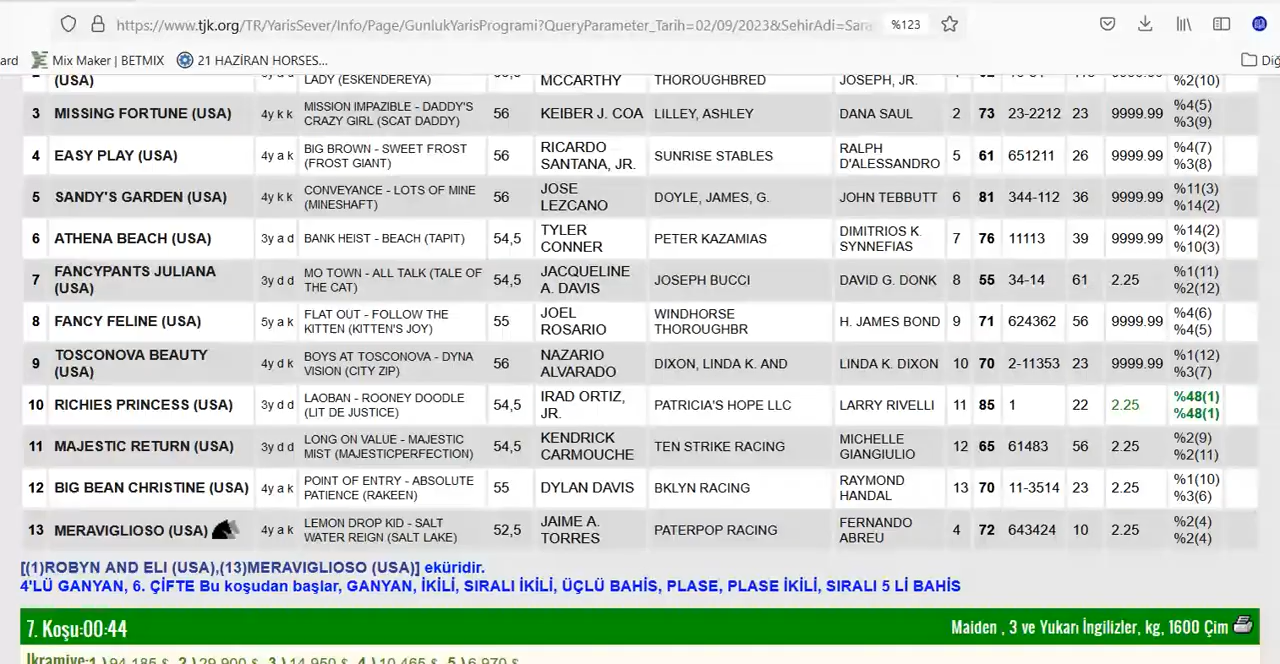 https://www.tjk.org/TR/YarisSever/Info/Page/GunlukYarisProgrami?QueryParameter_Tarih=02/09/2023&SehirAdi=Sara %123
ard Mix Maker | BETMIX 21 HAZİRAN HORSES... Diğ
(USA) LADY (ESKENDEREYA) MCCARTHY THOROUGHBRED JOSEPH, JR. %2(10)
3 MISSING FORTUNE (USA) 4y k k MISSION IMPAZIBLE - DADDY'S CRAZY GIRL (SCAT DADDY) 56 KEIBER J. COA LILLEY, ASHLEY DANA SAUL 2 73 23-2212 23 9999.99 %4(5) %3(9)
4 EASY PLAY (USA) 4y a k BIG BROWN - SWEET FROST (FROST GIANT) 56 RICARDO SANTANA, JR. SUNRISE STABLES RALPH D'ALESSANDRO 5 61 651211 26 9999.99 %4(7) %3(8)
5 SANDY'S GARDEN (USA) 4y k k CONVEYANCE - LOTS OF MINE (MINESHAFT) 56 JOSE LEZCANO DOYLE, JAMES, G. JOHN TEBBUTT 6 81 344-112 36 9999.99 %11(3) %14(2)
6 ATHENA BEACH (USA) 3y a d BANK HEIST - BEACH (TAPIT) 54,5 TYLER CONNER PETER KAZAMIAS DIMITRIOS K. SYNNEFIAS 7 76 11113 39 9999.99 %14(2) %10(3)
7 FANCYPANTS JULIANA (USA) 3y d d MO TOWN - ALL TALK (TALE OF THE CAT) 54,5 JACQUELINE A. DAVIS JOSEPH BUCCI DAVID G. DONK 8 55 34-14 61 2.25 %1(11) %2(12)
8 FANCY FELINE (USA) 5y a k FLAT OUT - FOLLOW THE KITTEN (KITTEN'S JOY) 55 JOEL ROSARIO WINDHORSE THOROUGHBR H. JAMES BOND 9 71 624362 56 9999.99 %4(6) %4(5)
9 TOSCONOVA BEAUTY (USA) 4y d k BOYS AT TOSCONOVA - DYNA VISION (CITY ZIP) 56 NAZARIO ALVARADO DIXON, LINDA K. AND LINDA K. DIXON 10 70 2-11353 23 9999.99 %1(12) %3(7)
10 RICHIES PRINCESS (USA) 3y d d LAOBAN - ROONEY DOODLE (LIT DE JUSTICE) 54,5 IRAD ORTIZ, JR. PATRICIA'S HOPE LLC LARRY RIVELLI 11 85 1 22 2.25 %48(1) %48(1)
11 MAJESTIC RETURN (USA) 3y d d LONG ON VALUE - MAJESTIC MIST (MAJESTICPERFECTION) 54,5 KENDRICK CARMOUCHE TEN STRIKE RACING MICHELLE GIANGIULIO 12 65 61483 56 2.25 %2(9) %2(11)
12 BIG BEAN CHRISTINE (USA) 4y a k POINT OF ENTRY - ABSOLUTE PATIENCE (RAKEEN) 55 DYLAN DAVIS BKLYN RACING RAYMOND HANDAL 13 70 11-3514 23 2.25 %1(10) %3(6)
13 MERAVIGLIOSO (USA) 4y a k LEMON DROP KID - SALT WATER REIGN (SALT LAKE) 52,5 JAIME A. TORRES PATERPOP RACING FERNANDO ABREU 4 72 643424 10 2.25 %2(4) %2(4)
[(1)ROBYN AND ELI (USA),(13)MERAVIGLIOSO (USA)] eküridir.
4'LÜ GANYAN, 6. ÇİFTE Bu koşudan başlar, GANYAN, İKİLİ, SIRALI İKİLİ, ÜÇLÜ BAHİS, PLASE, PLASE İKİLİ, SIRALI 5 Lİ BAHİS
7. Koşu:00:44 Maiden , 3 ve Yukarı İngilizler, kg, 1600 Çim
İkramiye:1.) 94.185 $ 2.) 29.900 $ 3.) 14.950 $ 4.) 10.465 $ 5.) 6.970 $